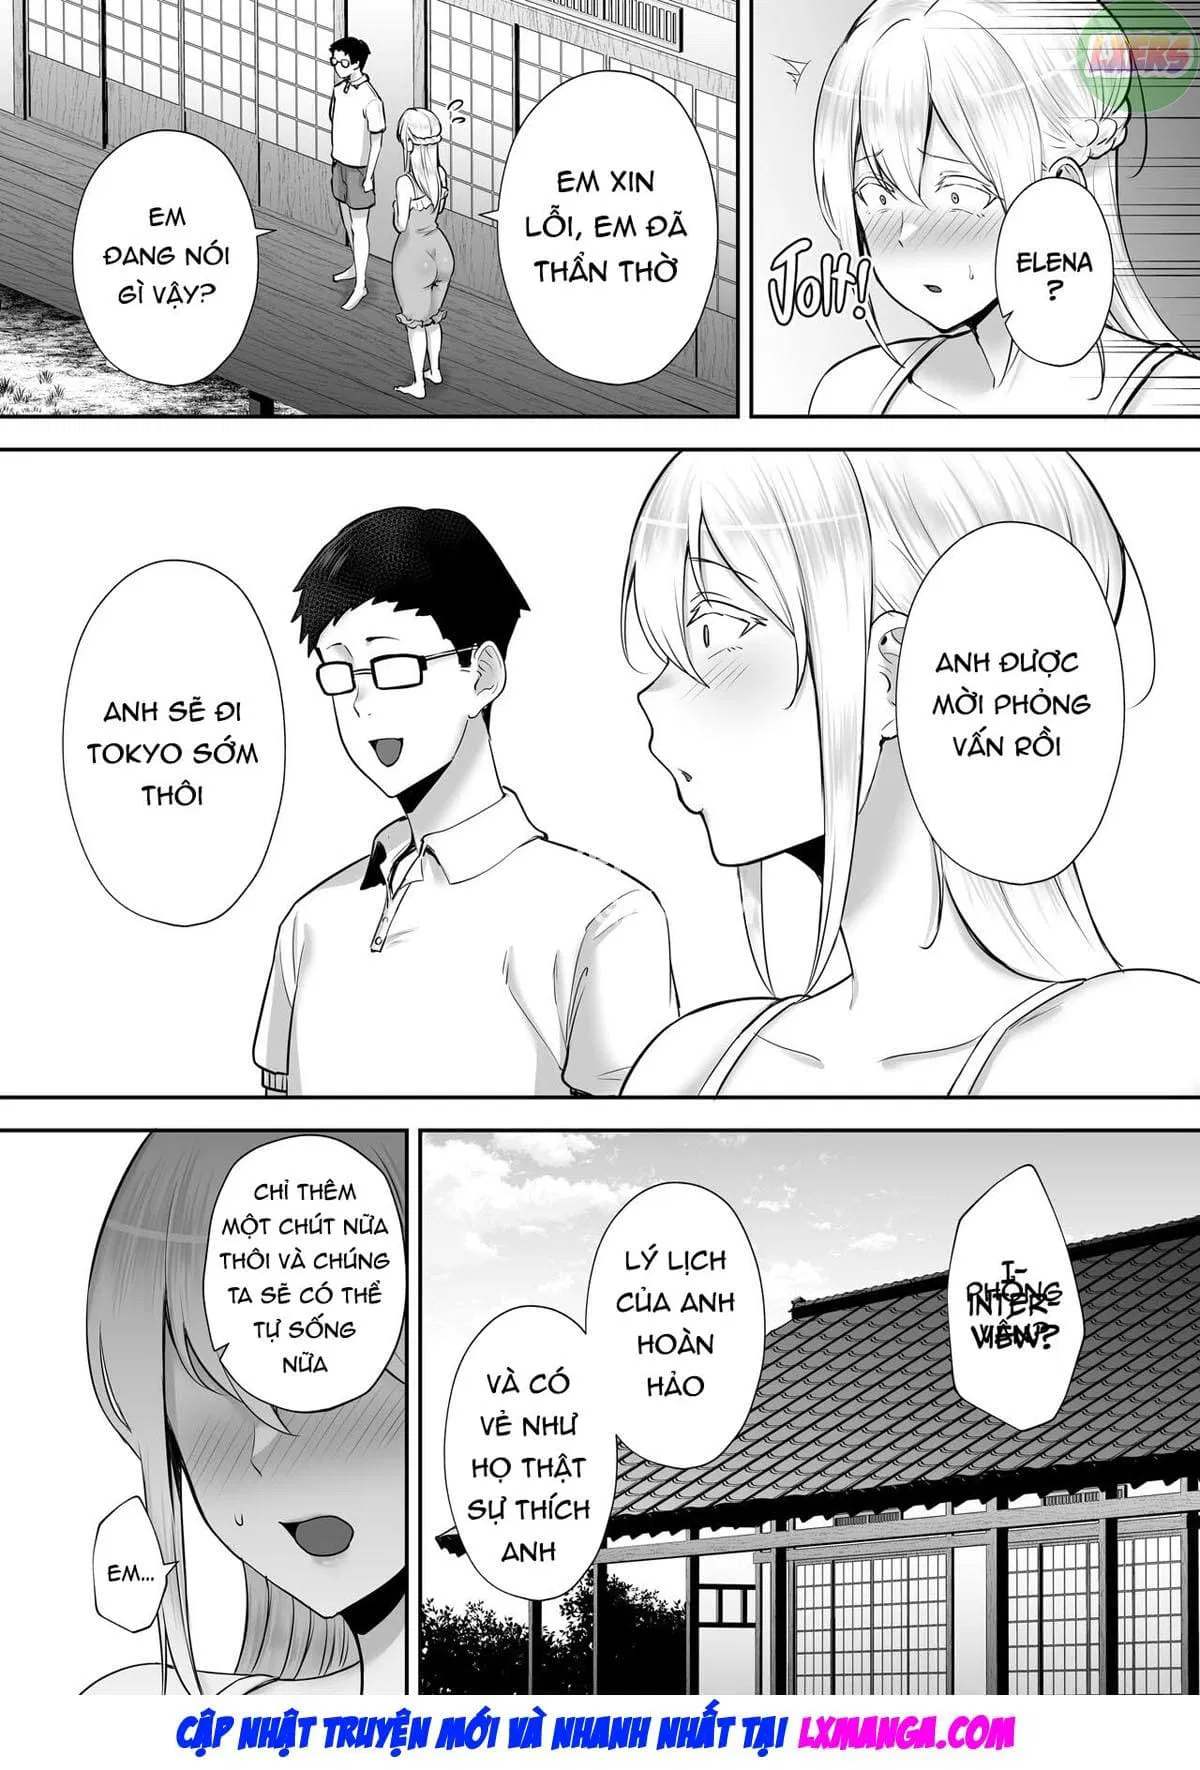 LXERS
ELENA
?
Jolt!
EM XIN
LỖI, EM ĐÃ
THẨN THỜ
EM
ĐANG NÓI
GÌ VẬY?
ANH ĐƯỢC
MỜI PHỎNG
VẤN RỒI
ANH SẼ ĐI
TOKYO SỚM
THÔI
I-
PHỎNG
INTER-
VIEW?
LÝ LỊCH
CỦA ANH
HOÀN
HẢO
VÀ CÓ
VẺ NHƯ
HỌ THẬT
SỰ THÍCH
ANH
CHỈ THÊM
MỘT CHÚT NỮA
THÔI VÀ CHÚNG
TA SẼ CÓ THỂ
TỰ SỐNG
NỮA
EM...
CẬP NHẬT TRUYỆN MỚI VÀ NHANH NHẤT TẠI LXMANGA.COM